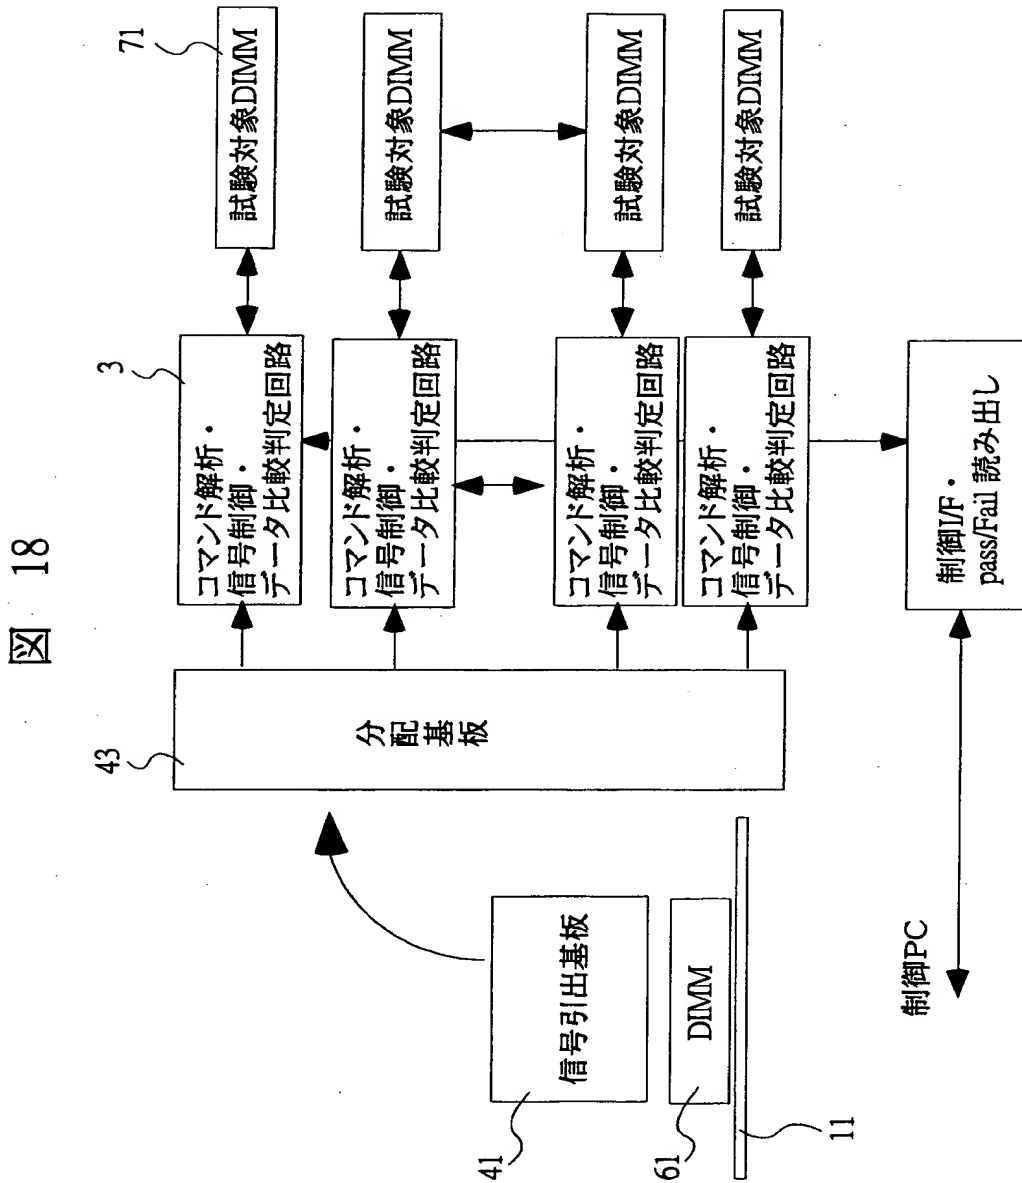 図 18
43
分配基板
3
コマンド解析・
信号制御・
データ比較判定回路
71
試験対象DIMM
コマンド解析・
信号制御・
データ比較判定回路
試験対象DIMM
コマンド解析・
信号制御・
データ比較判定回路
試験対象DIMM
コマンド解析・
信号制御・
データ比較判定回路
試験対象DIMM
41
信号引出基板
61
DIMM
11
制御PC
制御I/F・
pass/Fail 読み出し